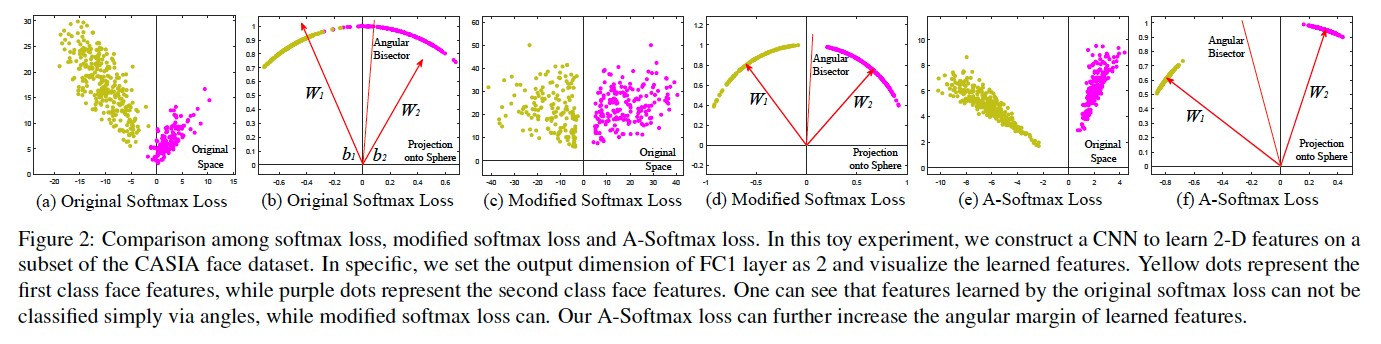 30
25
20
15
10
5
0
-20 -15 -10 -5 0 5 10 15
Original
Space
(a) Original Softmax Loss
1
0.9
0.8
0.7
0.6
0.5
0.4
0.3
0.2
0.1
0
-0.6 -0.4 -0.2 0 0.2 0.4 0.6
Angular
Bisector
W1
W2
b1 b2
Projection
onto Sphere
(b) Original Softmax Loss
60
50
40
30
20
10
0
-40 -30 -20 -10 0 10 20 30 40
Original
Space
(c) Modified Softmax Loss
1.2
1
0.8
0.6
0.4
0.2
0
-0.2
-1 -0.5 0 0.5 1
Angular
Bisector
W1
W2
Projection
onto Sphere
(d) Modified Softmax Loss
10
8
6
4
2
0
-10 -8 -6 -4 -2 0 2 4
Original
Space
(e) A-Softmax Loss
1
0.9
0.8
0.7
0.6
0.5
0.4
0.3
0.2
0.1
0
-0.8 -0.6 -0.4 -0.2 0 0.2 0.4
Angular
Bisector
W1
W2
Projection
onto Sphere
(f) A-Softmax Loss
Figure 2: Comparison among softmax loss, modified softmax loss and A-Softmax loss. In this toy experiment, we construct a CNN to learn 2-D features on a
subset of the CASIA face dataset. In specific, we set the output dimension of FC1 layer as 2 and visualize the learned features. Yellow dots represent the
first class face features, while purple dots represent the second class face features. One can see that features learned by the original softmax loss can not be
classified simply via angles, while modified softmax loss can. Our A-Softmax loss can further increase the angular margin of learned features.